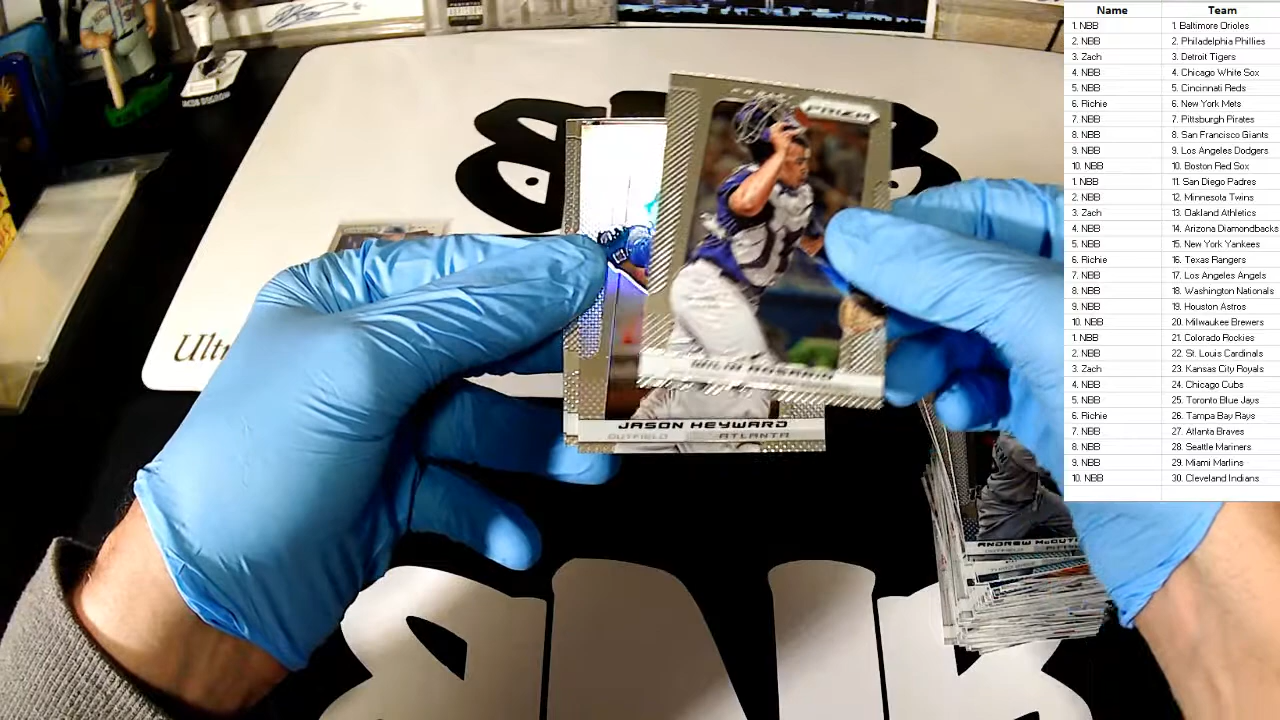 Name Team
1. NBB 1. Baltimore Orioles
2. NBB 2. Philadelphia Phillies
3. Zach 3. Detroit Tigers
4. NBB 4. Chicago White Sox
5. NBB 5. Cincinnati Reds
6. Richie 6. New York Mets
7. NBB 7. Pittsburgh Pirates
8. NBB 8. San Francisco Giants
9. NBB 9. Los Angeles Dodgers
10. NBB 10. Boston Red Sox
1. NBB 11. San Diego Padres
2. NBB 12. Minnesota Twins
3. Zach 13. Oakland Athletics
4. NBB 14. Arizona Diamondbacks
5. NBB 15. New York Yankees
6. Richie 16. Texas Rangers
7. NBB 17. Los Angeles Angels
8. NBB 18. Washington Nationals
9. NBB 19. Houston Astros
10. NBB 20. Milwaukee Brewers
1. NBB 21. Colorado Rockies
2. NBB 22. St. Louis Cardinals
3. Zach 23. Kansas City Royals
4. NBB 24. Chicago Cubs
5. NBB 25. Toronto Blue Jays
6. Richie 26. Tampa Bay Rays
7. NBB 27. Atlanta Braves
8. NBB 28. Seattle Mariners
9. NBB 29. Miami Marlins
10. NBB 30. Cleveland Indians
JACOB DEGROM
PRIZM
JASON HEYWARD
OUTFIELD ATLANTA
Ult
ANDREW McCUT
OUTFIELD